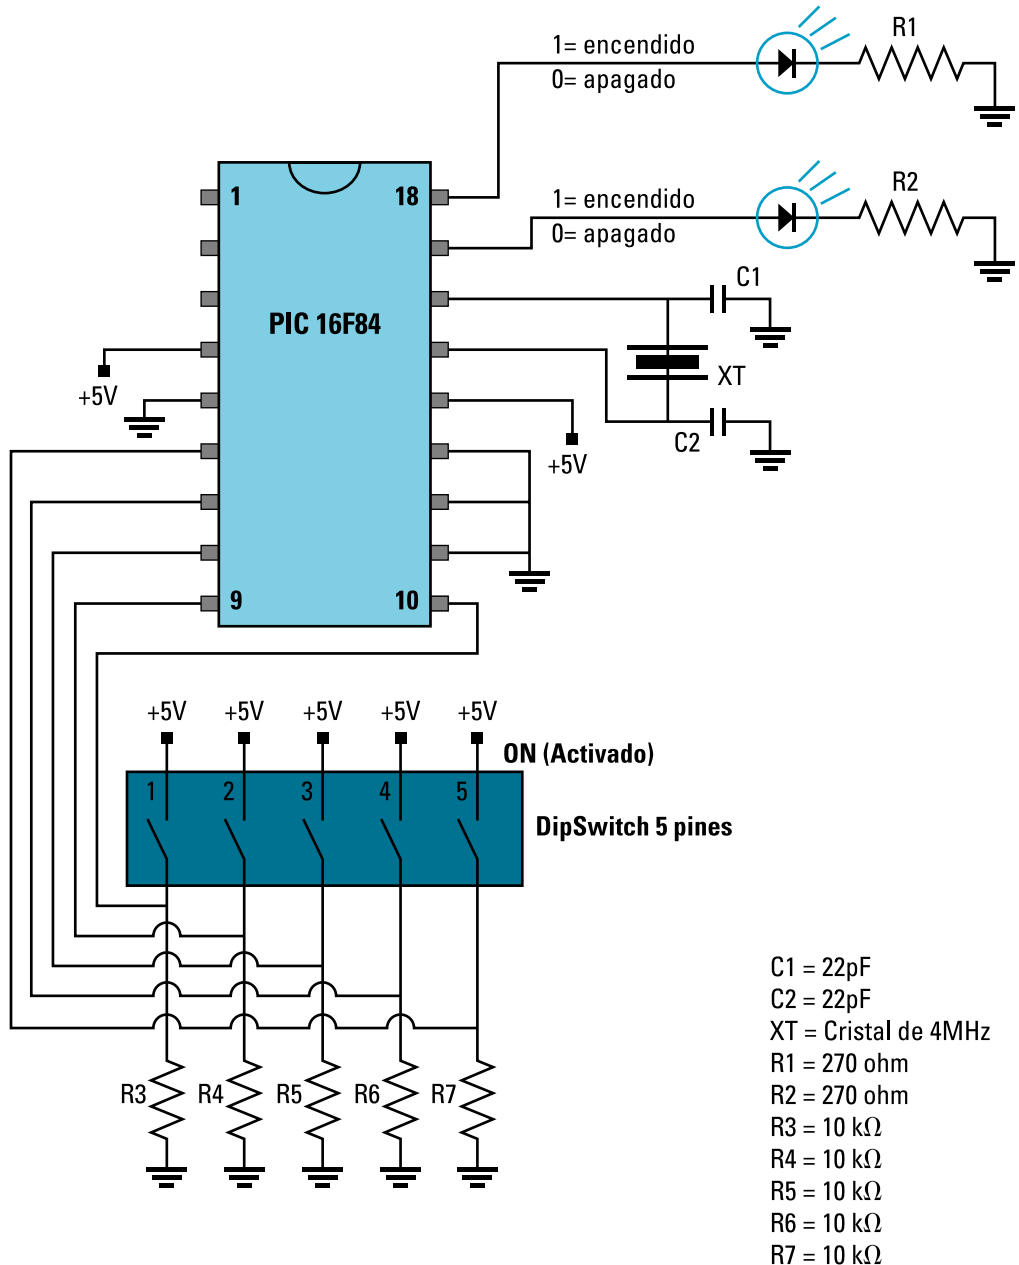 1= encendido
0= apagado
R1
1= encendido
0= apagado
R2
1
18
C1
PIC 16F84
XT
+5V
C2
+5V
9
10
+5V +5V +5V +5V +5V
ON (Activado)
1 2 3 4 5
DipSwitch 5 pines
R3 R4 R5 R6 R7
C1 = 22pF
C2 = 22pF
XT = Cristal de 4MHz
R1 = 270 ohm
R2 = 270 ohm
R3 = 10 kΩ
R4 = 10 kΩ
R5 = 10 kΩ
R6 = 10 kΩ
R7 = 10 kΩ